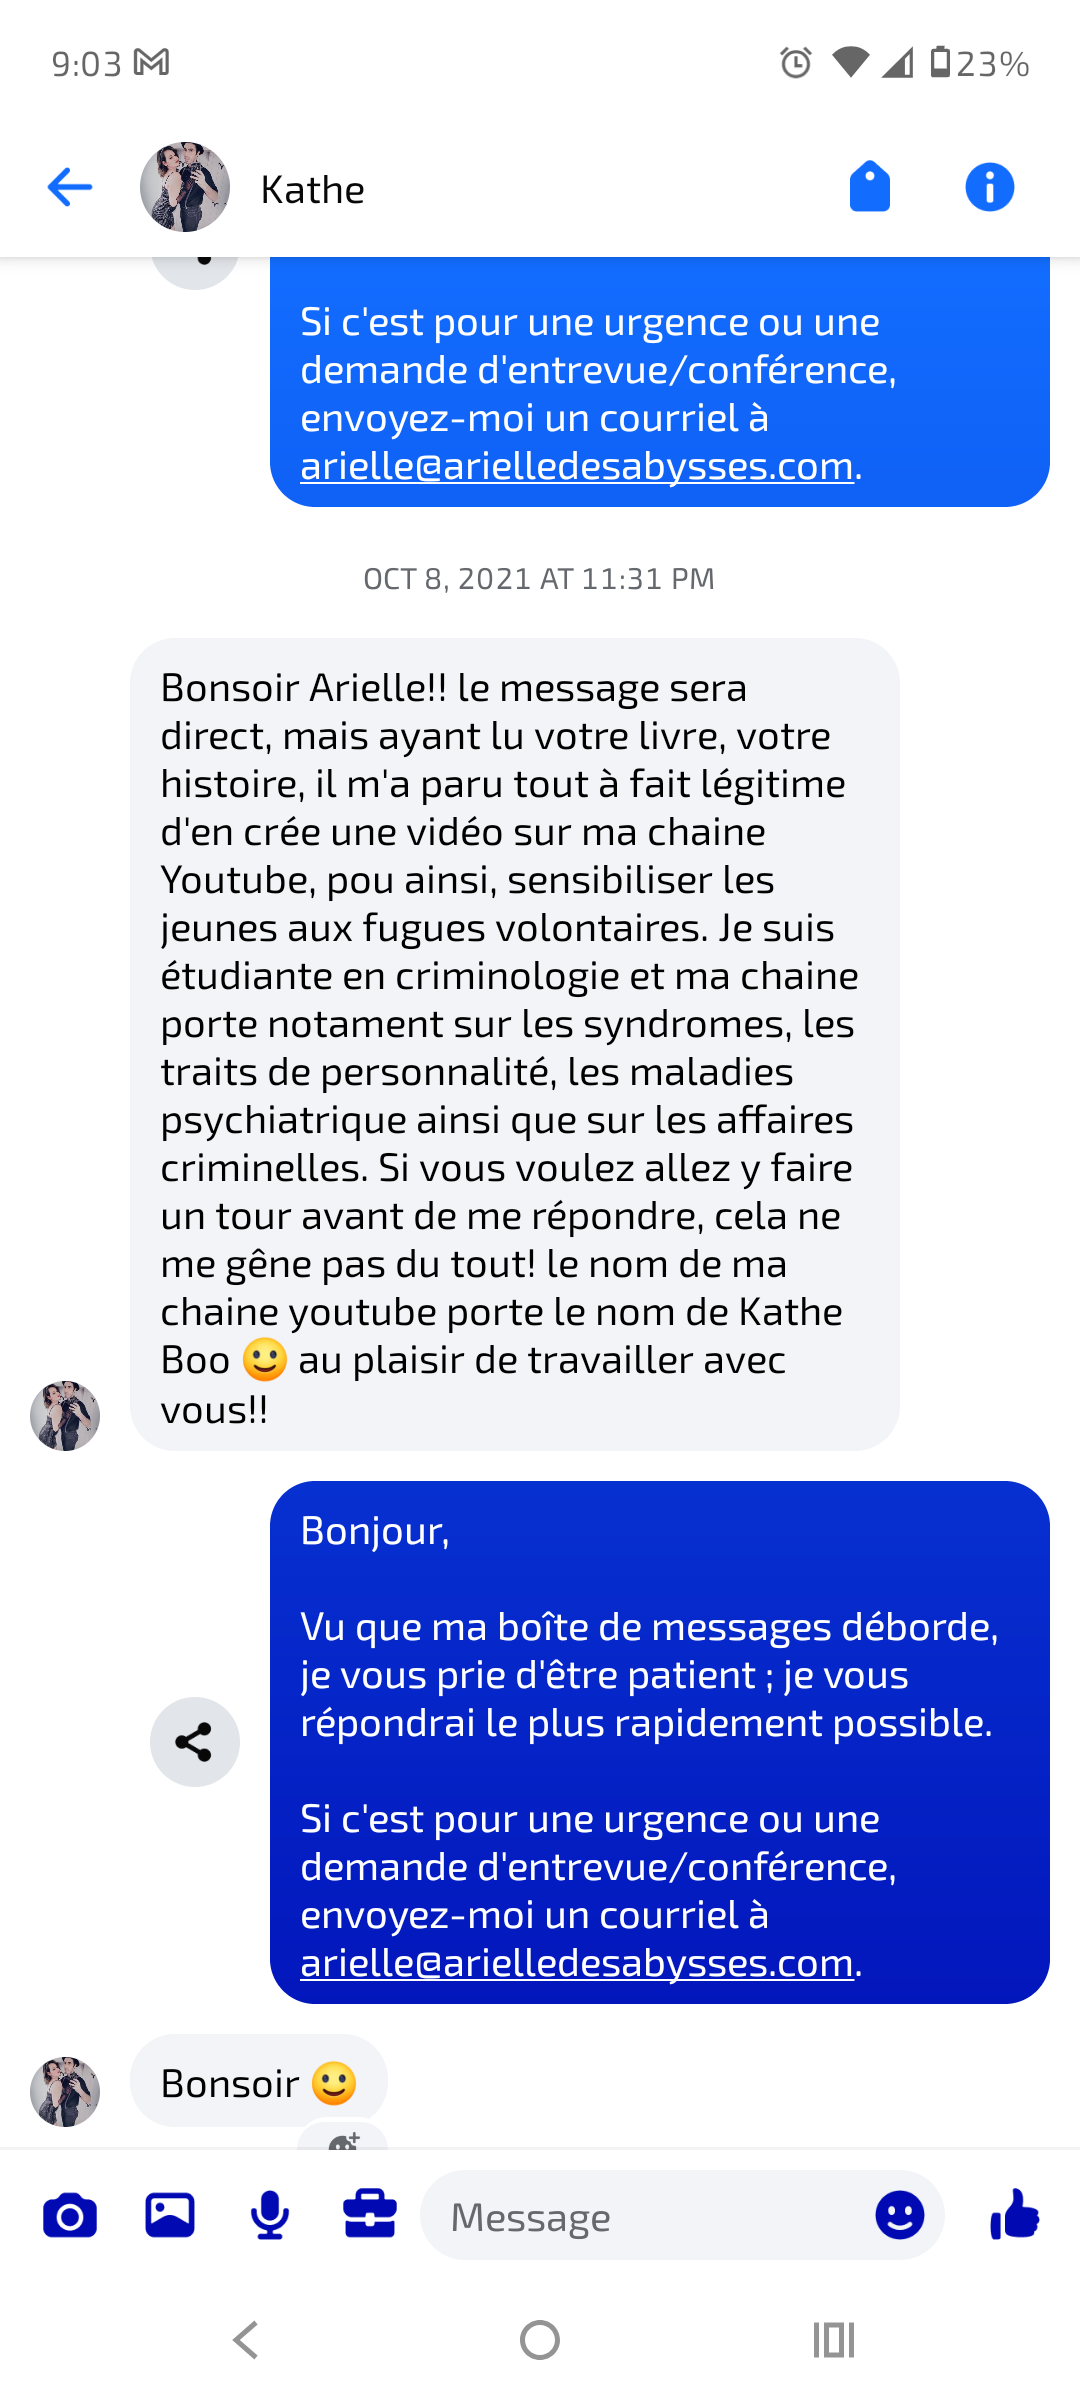 9:03
23%
Kathe
Si c'est pour une urgence ou une
demande d'entrevue/conférence,
envoyez-moi un courriel à
arielle@arielledesabysses.com.
OCT 8, 2021 AT 11:31 PM
Bonsoir Arielle!! le message sera
direct, mais ayant lu votre livre, votre
histoire, il m'a paru tout à fait légitime
d'en crée une vidéo sur ma chaine
Youtube, pou ainsi, sensibiliser les
jeunes aux fugues volontaires. Je suis
étudiante en criminologie et ma chaine
porte notament sur les syndromes, les
traits de personnalité, les maladies
psychiatrique ainsi que sur les affaires
criminelles. Si vous voulez allez y faire
un tour avant de me répondre, cela ne
me gêne pas du tout! le nom de ma
chaine youtube porte le nom de Kathe
Boo 🙂 au plaisir de travailler avec
vous!!
Bonjour,
Vu que ma boîte de messages déborde,
je vous prie d'être patient ; je vous
répondrai le plus rapidement possible.
Si c'est pour une urgence ou une
demande d'entrevue/conférence,
envoyez-moi un courriel à
arielle@arielledesabysses.com.
Bonsoir 🙂
Message